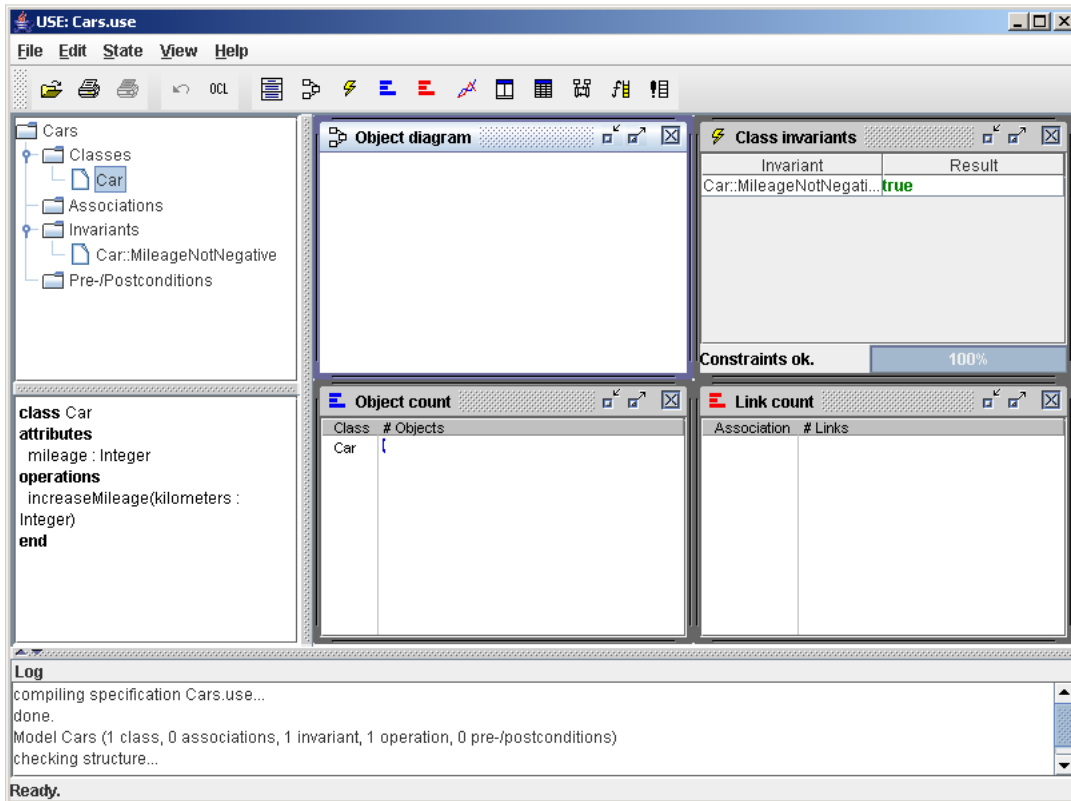 USE: Cars.use
File Edit State View Help
OCL
Cars
Classes
Car
Associations
Invariants
Car::MileageNotNegative
Pre-/Postconditions
class Car
attributes
mileage : Integer
operations
increaseMileage(kilometers :
Integer)
end
Object diagram
Class invariants
Invariant Result
Car::MileageNotNegati... true
Constraints ok. 100%
Object count
Class # Objects
Car
Link count
Association # Links
Log
compiling specification Cars.use...
done.
Model Cars (1 class, 0 associations, 1 invariant, 1 operation, 0 pre-/postconditions)
checking structure...
Ready.